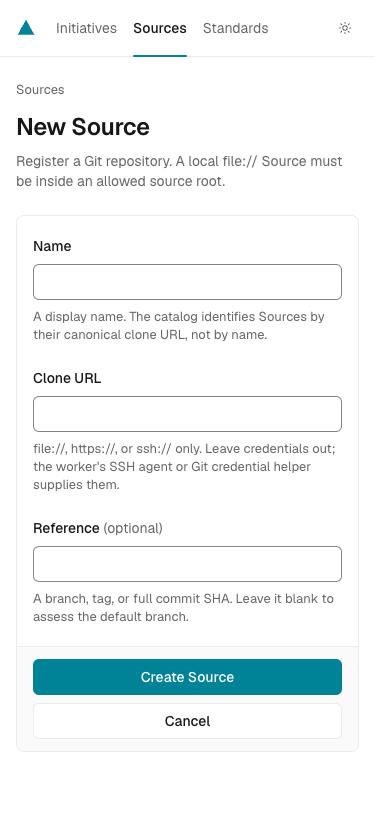 Initiatives Sources Standards
Sources
New Source
Register a Git repository. A local file:// Source must
be inside an allowed source root.
Name
A display name. The catalog identifies Sources by
their canonical clone URL, not by name.
Clone URL
file://, https://, or ssh:// only. Leave credentials out;
the worker's SSH agent or Git credential helper
supplies them.
Reference (optional)
A branch, tag, or full commit SHA. Leave it blank to
assess the default branch.
Create Source
Cancel